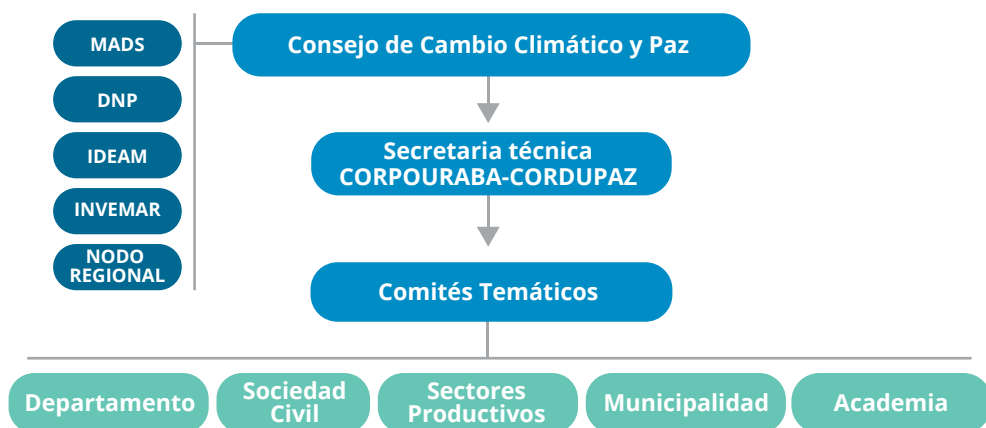 MADS
DNP
IDEAM
INVEMAR
NODO
REGIONAL
Consejo de Cambio Climático y Paz
Secretaria técnica
CORPOURABA-CORDUPAZ
Comités Temáticos
Departamento
Sociedad
Civil
Sectores
Productivos
Municipalidad
Academia